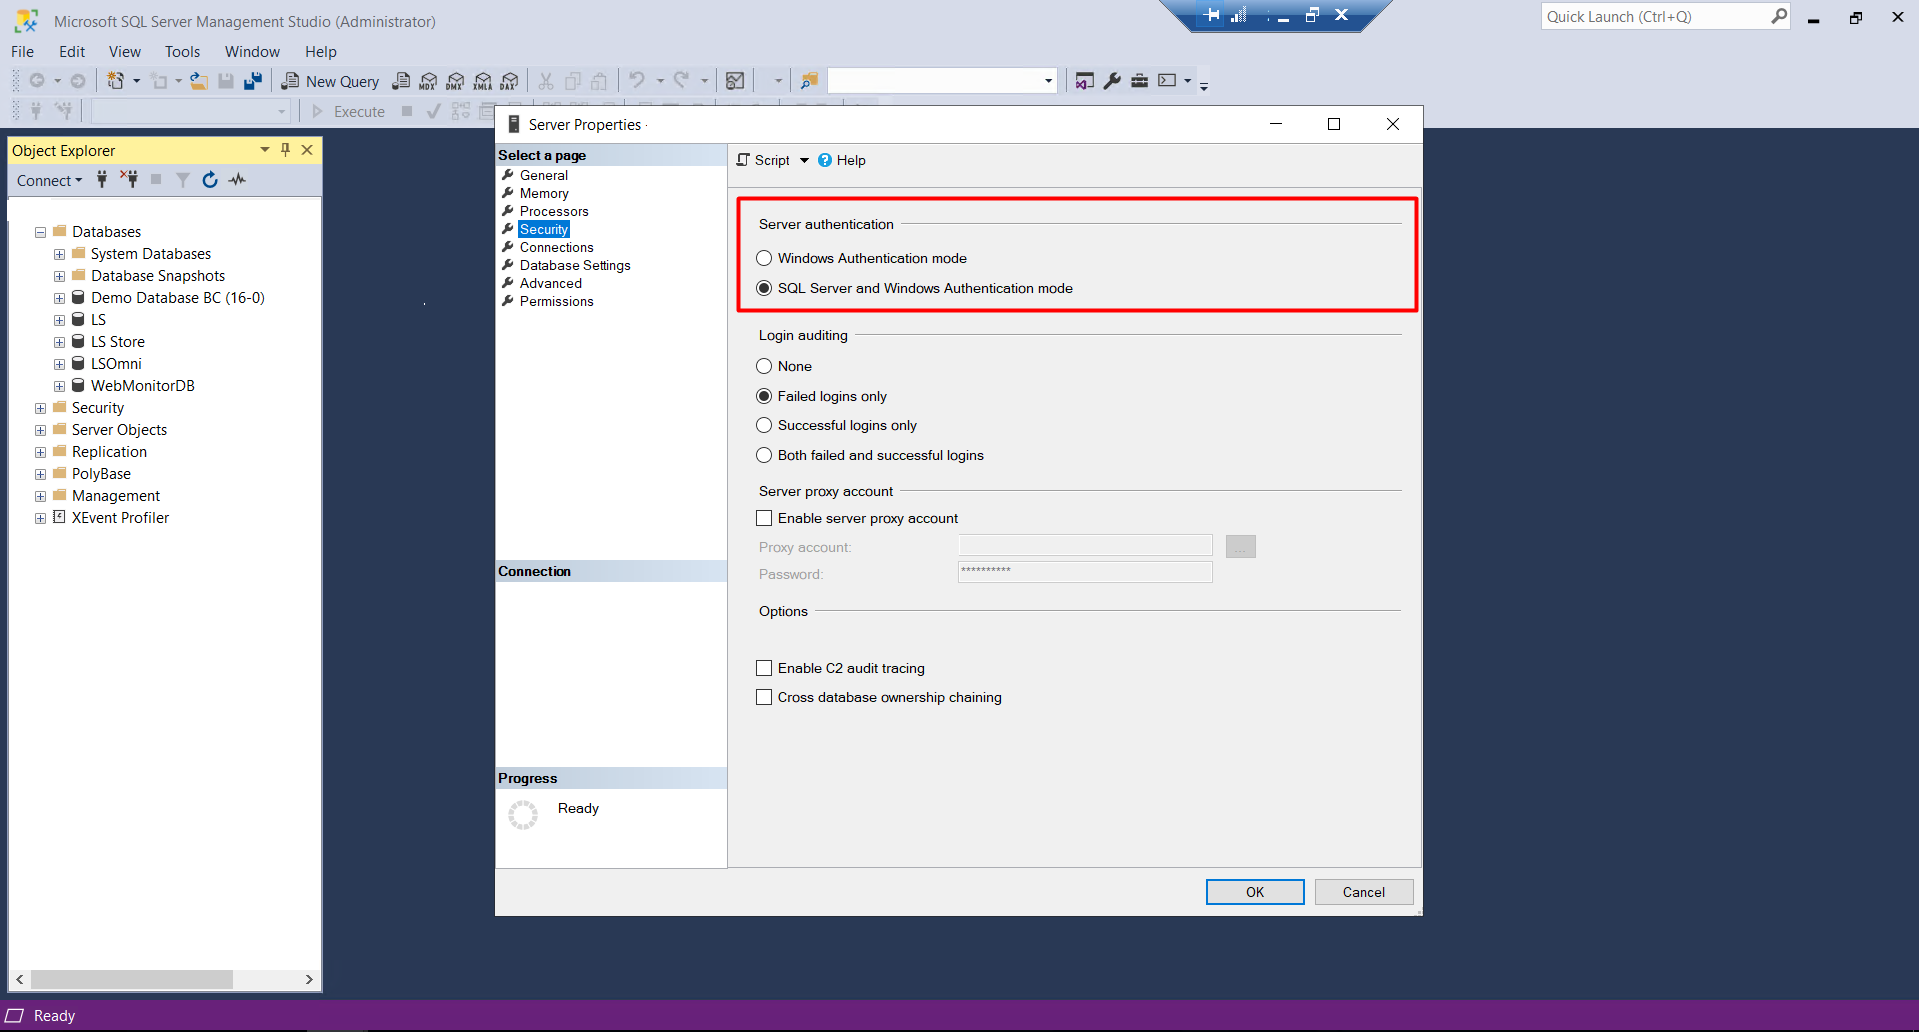 Microsoft SQL Server Management Studio (Administrator)
Quick Launch (Ctrl+Q)
File Edit View Tools Window Help
New Query MDX DMX XMLA DAX
Execute
Object Explorer
Connect
Databases
System Databases
Database Snapshots
Demo Database BC (16-0)
LS
LS Store
LSOmni
WebMonitorDB
Security
Server Objects
Replication
PolyBase
Management
XEvent Profiler
Server Properties -
Select a page
General
Memory
Processors
Security
Connections
Database Settings
Advanced
Permissions
Connection
Progress
Ready
Script Help
Server authentication
Windows Authentication mode
SQL Server and Windows Authentication mode
Login auditing
None
Failed logins only
Successful logins only
Both failed and successful logins
Server proxy account
Enable server proxy account
Proxy account:
...
Password:
**********
Options
Enable C2 audit tracing
Cross database ownership chaining
OK Cancel
Ready